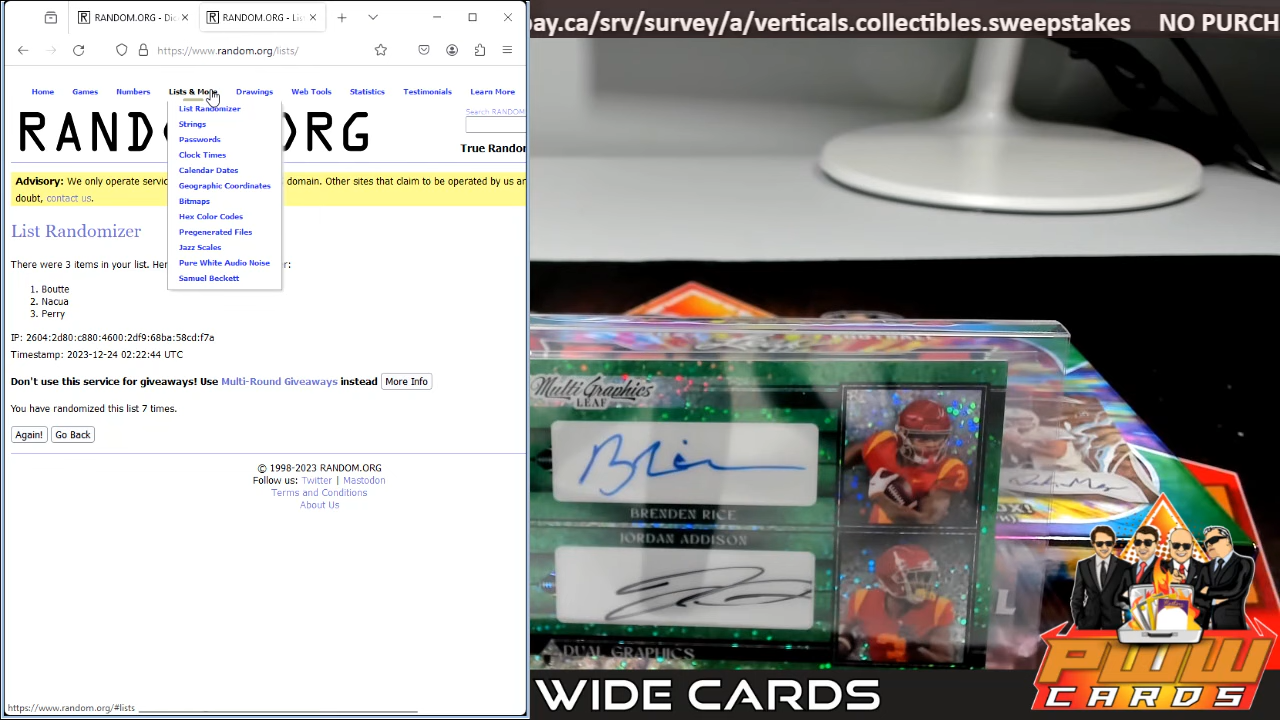 RANDOM.ORG - Di
RANDOM.ORG - Lis
https://www.random.org/lists/
Home Games Numbers Lists & More Drawings Web Tools Statistics Testimonials Learn More
List Randomizer
Strings
Passwords
Clock Times
Calendar Dates
Geographic Coordinates
Bitmaps
Hex Color Codes
Pregenerated Files
Jazz Scales
Pure White Audio Noise
Samuel Beckett
Search RANDOM
True Rando
Advisory: We only operate servic domain. Other sites that claim to be operated by us ar
doubt, contact us.
List Randomizer
There were 3 items in your list. Her er:
1. Boutte
2. Nacua
3. Perry
IP: 2604:2d80:c880:4600:2df9:68ba:58cd:f7a
Timestamp: 2023-12-24 02:22:44 UTC
Don't use this service for giveaways! Use Multi-Round Giveaways instead More Info
You have randomized this list 7 times.
Again! Go Back
© 1998-2023 RANDOM.ORG
Follow us: Twitter | Mastodon
Terms and Conditions
About Us
https://www.random.org/#lists
bay.ca/srv/survey/a/verticals.collectibles.sweepstakes NO PURCH
Multi Graphics
LEAF
BRENDEN RICE
JORDAN ADDISON
DUAL GRAPHICS
WIDE CARDS
PWW
CARDS